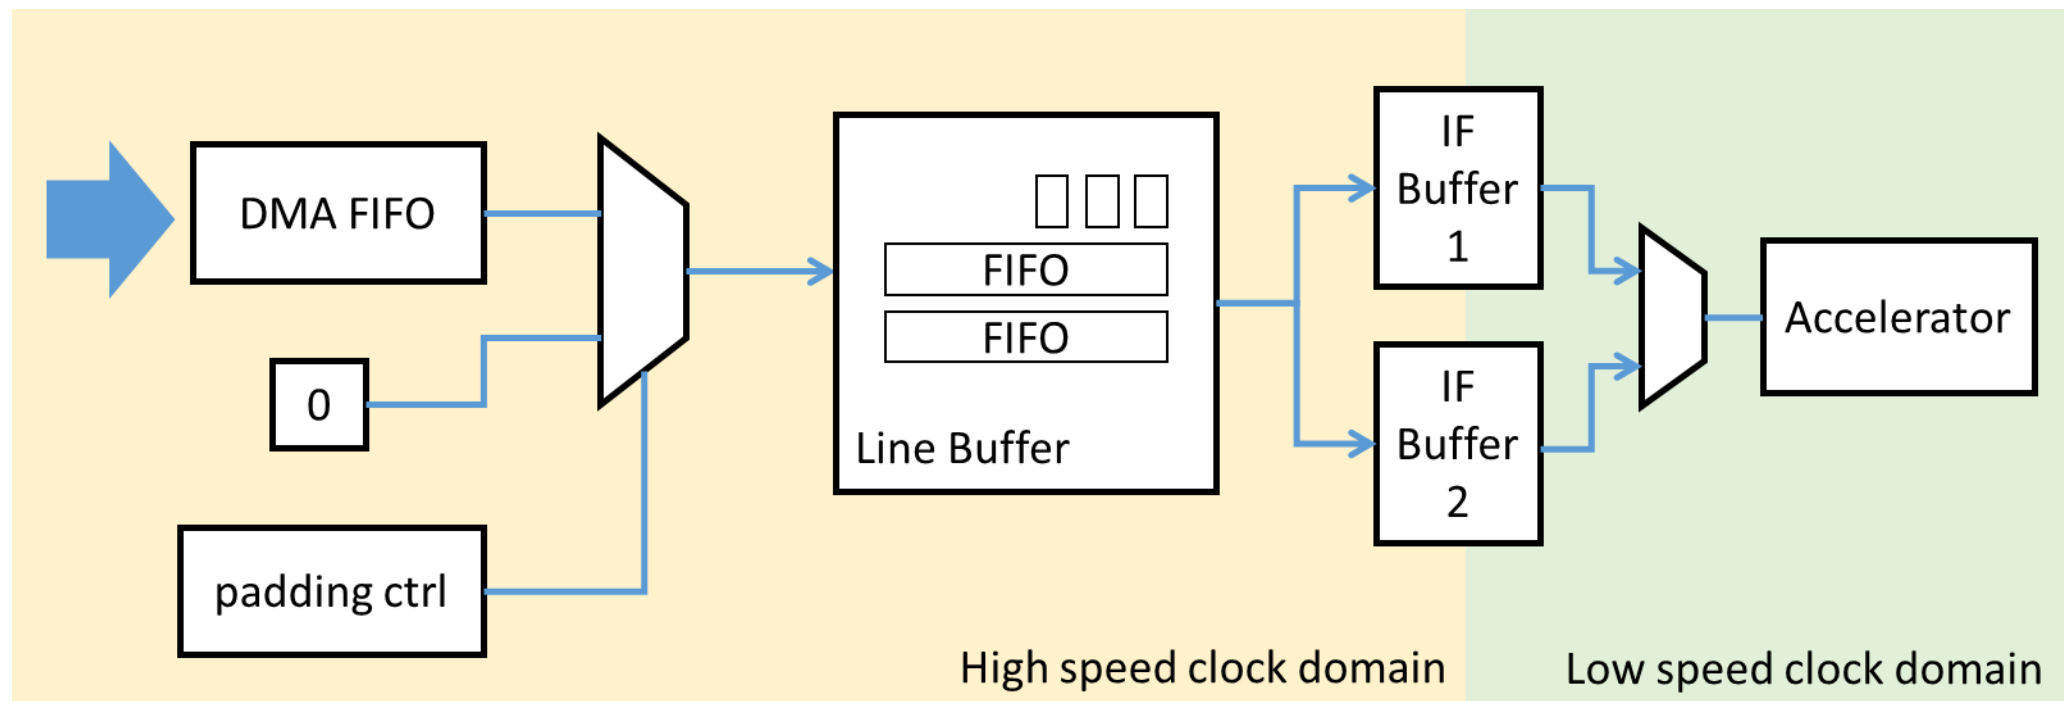 DMA FIFO
0
padding ctrl
FIFO
FIFO
Line Buffer
IF
Buffer
1
IF
Buffer
2
Accelerator
High speed clock domain
Low speed clock domain